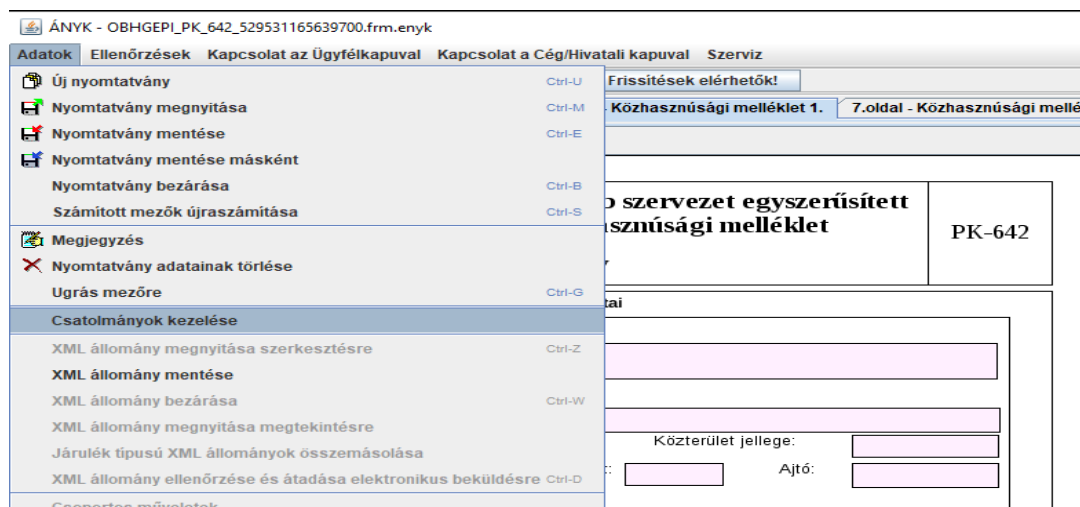 ÁNYK - OBHGEPI_PK_642_529531165639700.frm.enyk
Adatok Ellenőrzések Kapcsolat az Ügyfélkapuval Kapcsolat a Cég/Hivatali kapuval Szerviz
Új nyomtatvány Ctrl-U
Frissítések elérhetők!
Nyomtatvány megnyitása Ctrl-M
Közhasznúsági melléklet 1. 7.oldal - Közhasznúsági mellé
Nyomtatvány mentése Ctrl-E
Nyomtatvány mentése másként
Nyomtatvány bezárása Ctrl-B
Számított mezők újraszámítása Ctrl-S
szervezet egyszerűsített
sznúsági melléklet
PK-642
Megjegyzés
Nyomtatvány adatainak törlése
Ugrás mezőre Ctrl-G
tai
Csatolmányok kezelése
XML állomány megnyitása szerkesztésre Ctrl-Z
XML állomány mentése
XML állomány bezárása Ctrl-W
XML állomány megnyitása megtekintésre
Közterület jellege:
Járulék típusú XML állományok összemásolása
Ajtó:
XML állomány ellenőrzése és átadása elektronikus beküldésre Ctrl-D